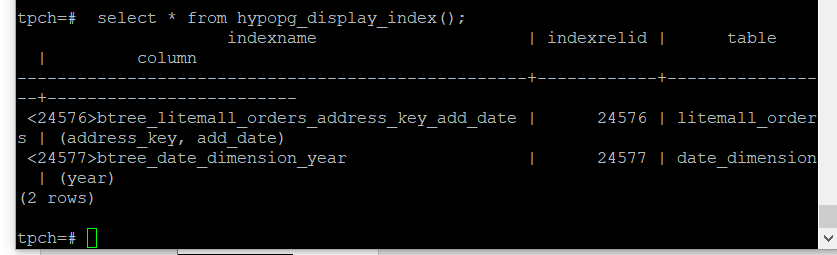 tpch=#  select * from hypopg_display_index();
                     indexname                     | indexrelid |      table
  |         column
---------------------------------------------------+------------+---------------
--+-------------------------
 <24576>btree_litemall_orders_address_key_add_date |      24576 | litemall_order
s | (address_key, add_date)
 <24577>btree_date_dimension_year                  |      24577 | date_dimension
  | (year)
(2 rows)
tpch=#